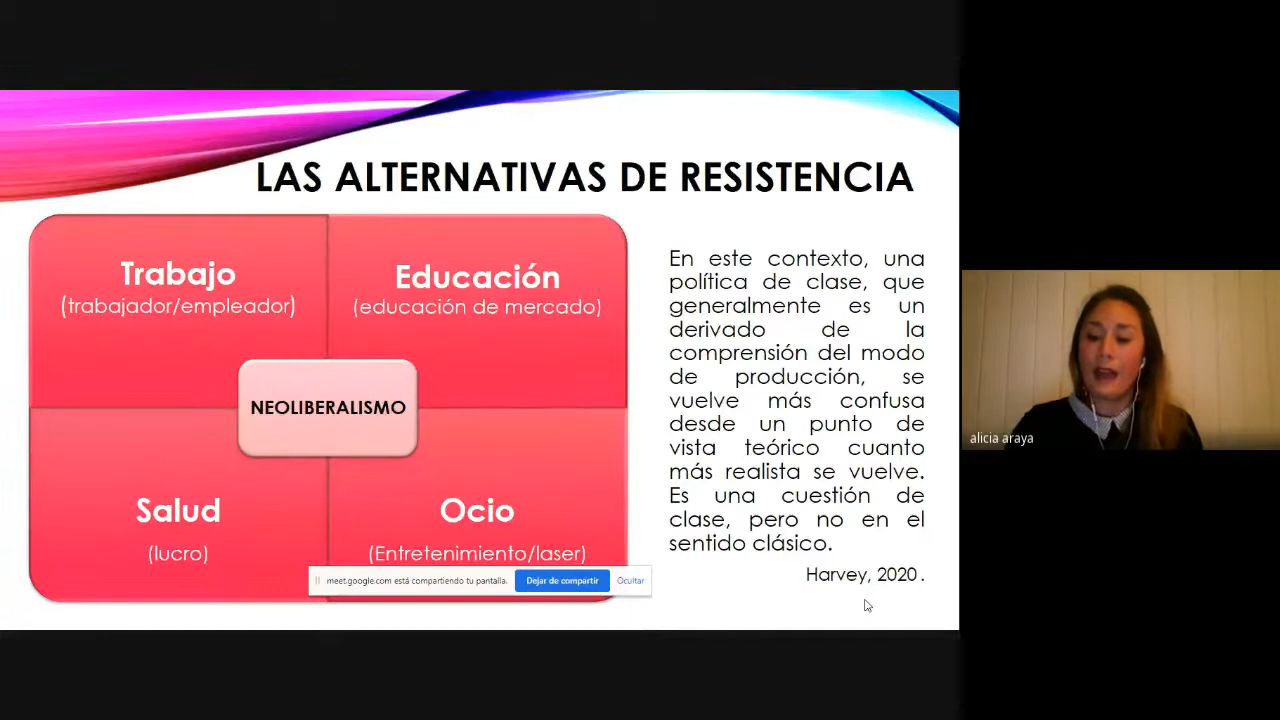 LAS ALTERNATIVAS DE RESISTENCIA
Trabajo
(trabajador/empleador)
Educación
(educación de mercado)
NEOLIBERALISMO
Salud
(lucro)
Ocio
(Entretenimiento/laser)
meet.google.com está compartiendo tu pantalla.
Dejar de compartir
Ocultar
En este contexto, una
política de clase, que
generalmente es un
derivado de la
comprensión del modo
de producción, se
vuelve más confusa
desde un punto de
vista teórico cuanto
más realista se vuelve.
Es una cuestión de
clase, pero no en el
sentido clásico.
Harvey, 2020 .
alicia araya